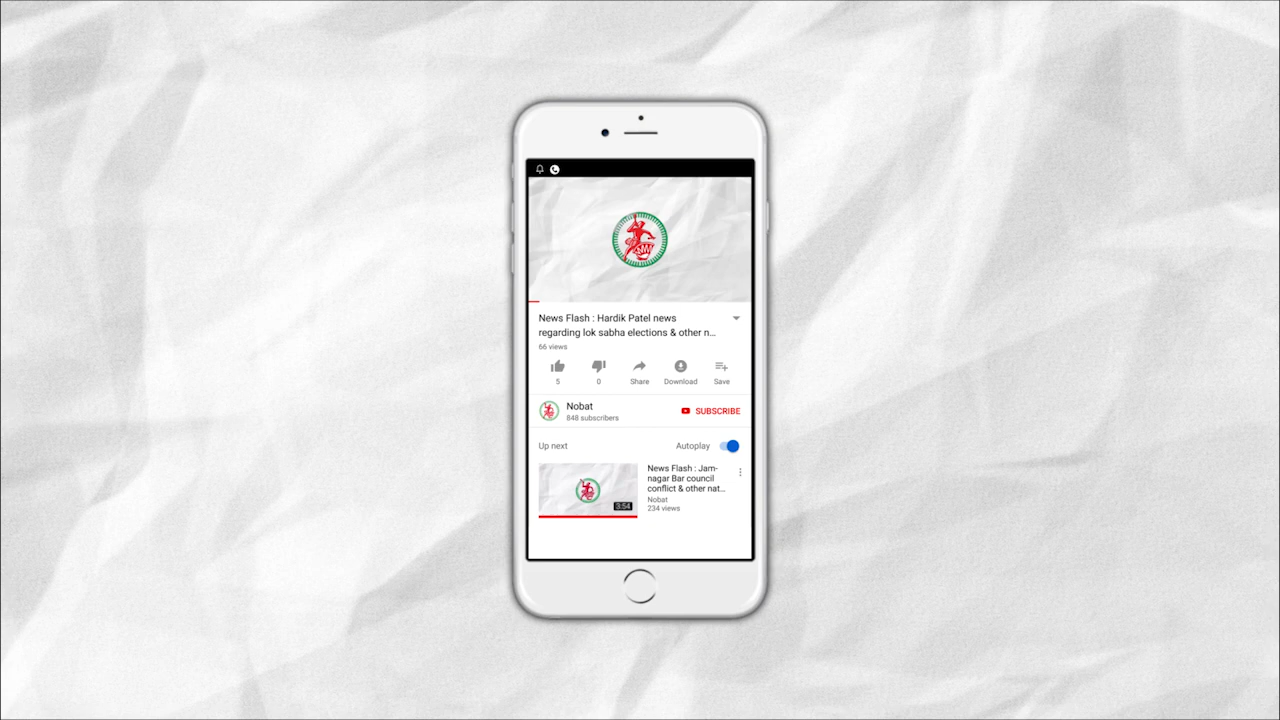 News Flash : Hardik Patel news
regarding lok sabha elections & other n...
66 views
5
0
Share
Download
Save
Nobat
848 subscribers
SUBSCRIBE
Up next
Autoplay
News Flash : Jam-
nagar Bar council
conflict & other nat...
Nobat
234 views
3:54